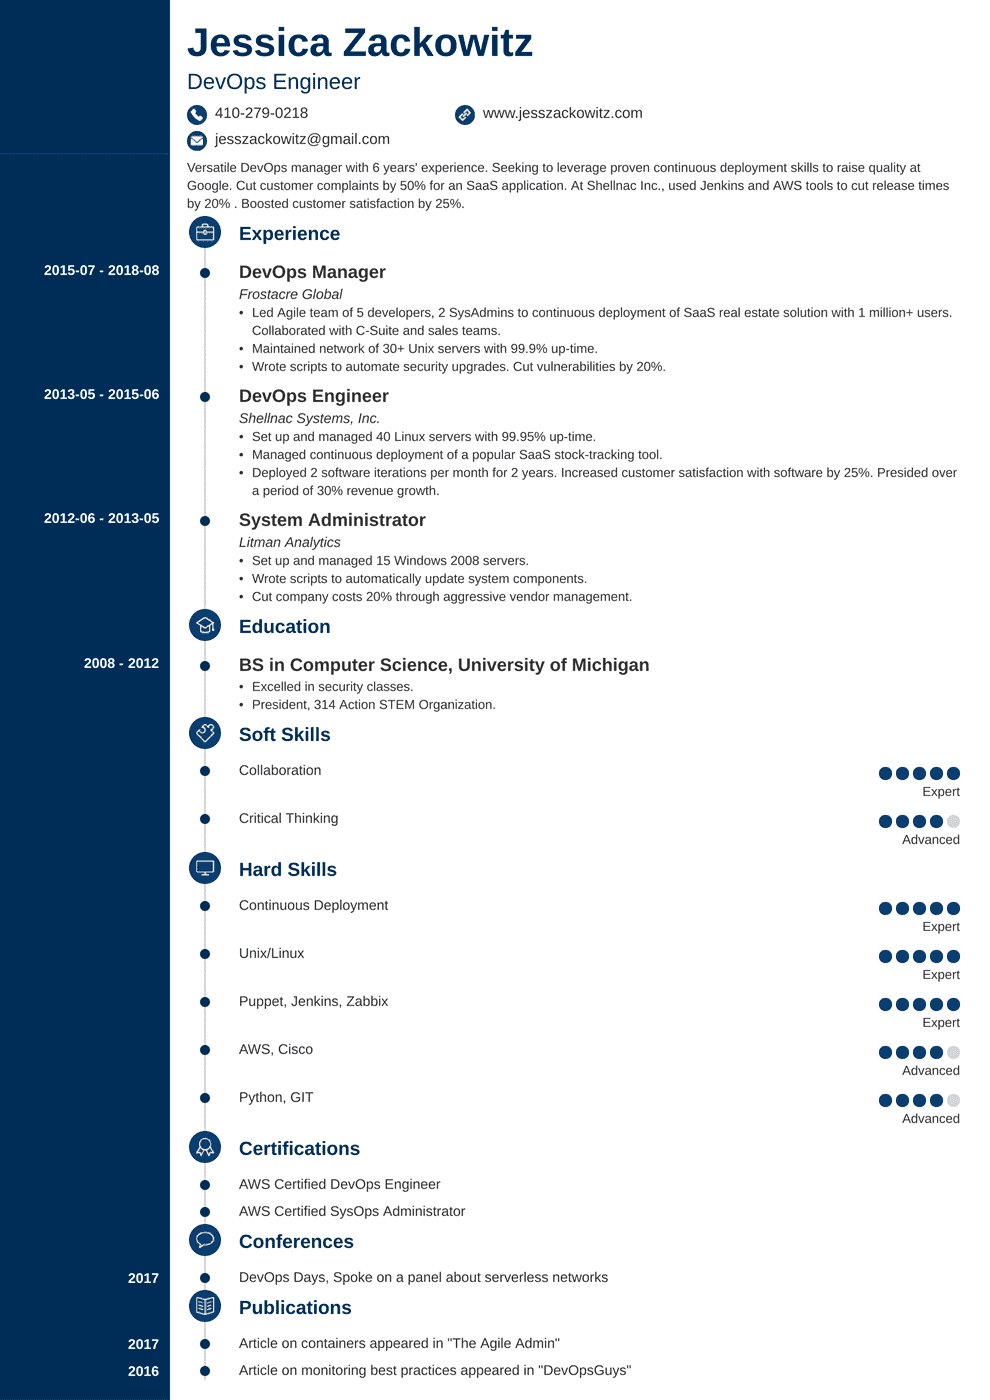 Jessica Zackowitz
DevOps Engineer
410-279-0218
www.jesszackowitz.com
jesszackowitz@gmail.com
Versatile DevOps manager with 6 years' experience. Seeking to leverage proven continuous deployment skills to raise quality at
Google. Cut customer complaints by 50% for an SaaS application. At Shellnac Inc., used Jenkins and AWS tools to cut release times
by 20% . Boosted customer satisfaction by 25%.
Experience
2015-07 - 2018-08
DevOps Manager
Frostacre Global
• Led Agile team of 5 developers, 2 SysAdmins to continuous deployment of SaaS real estate solution with 1 million+ users.
Collaborated with C-Suite and sales teams.
• Maintained network of 30+ Unix servers with 99.9% up-time.
• Wrote scripts to automate security upgrades. Cut vulnerabilities by 20%.
2013-05 - 2015-06
DevOps Engineer
Shellnac Systems, Inc.
• Set up and managed 40 Linux servers with 99.95% up-time.
• Managed continuous deployment of a popular SaaS stock-tracking tool.
• Deployed 2 software iterations per month for 2 years. Increased customer satisfaction with software by 25%. Presided over
a period of 30% revenue growth.
2012-06 - 2013-05
System Administrator
Litman Analytics
• Set up and managed 15 Windows 2008 servers.
• Wrote scripts to automatically update system components.
• Cut company costs 20% through aggressive vendor management.
Education
2008 - 2012
BS in Computer Science, University of Michigan
• Excelled in security classes.
• President, 314 Action STEM Organization.
Soft Skills
Collaboration
Expert
Critical Thinking
Advanced
Hard Skills
Continuous Deployment
Expert
Unix/Linux
Expert
Puppet, Jenkins, Zabbix
Expert
AWS, Cisco
Advanced
Python, GIT
Advanced
Certifications
AWS Certified DevOps Engineer
AWS Certified SysOps Administrator
Conferences
2017
DevOps Days, Spoke on a panel about serverless networks
Publications
2017
Article on containers appeared in "The Agile Admin"
2016
Article on monitoring best practices appeared in "DevOpsGuys"